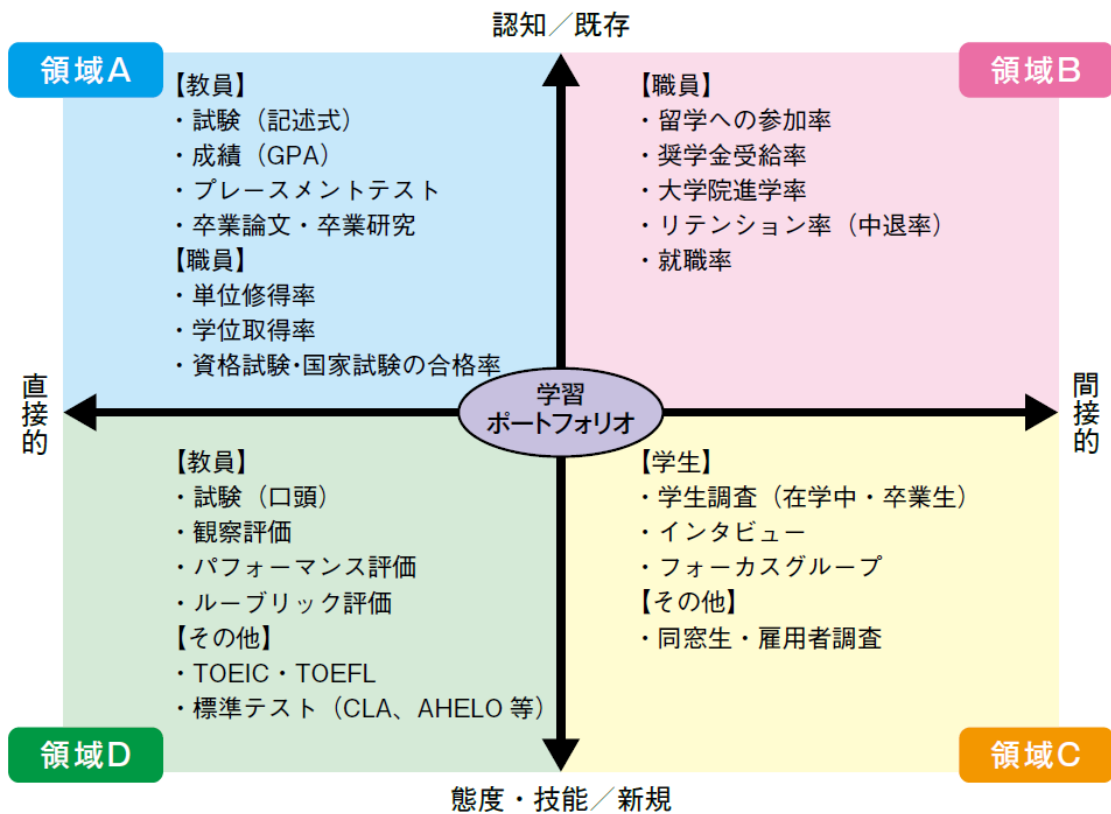 認知／既存
領域A
【教員】
・試験（記述式）
・成績（GPA）
・プレースメントテスト
・卒業論文・卒業研究
【職員】
・単位修得率
・学位取得率
・資格試験・国家試験の合格率
領域B
【職員】
・留学への参加率
・奨学金受給率
・大学院進学率
・リテンション率（中退率）
・就職率
直接的
学習
ポートフォリオ
間接的
【教員】
・試験（口頭）
・観察評価
・パフォーマンス評価
・ルーブリック評価
【その他】
・TOEIC・TOEFL
・標準テスト（CLA、AHELO 等）
領域D
【学生】
・学生調査（在学中・卒業生）
・インタビュー
・フォーカスグループ
【その他】
・同窓生・雇用者調査
領域C
態度・技能／新規